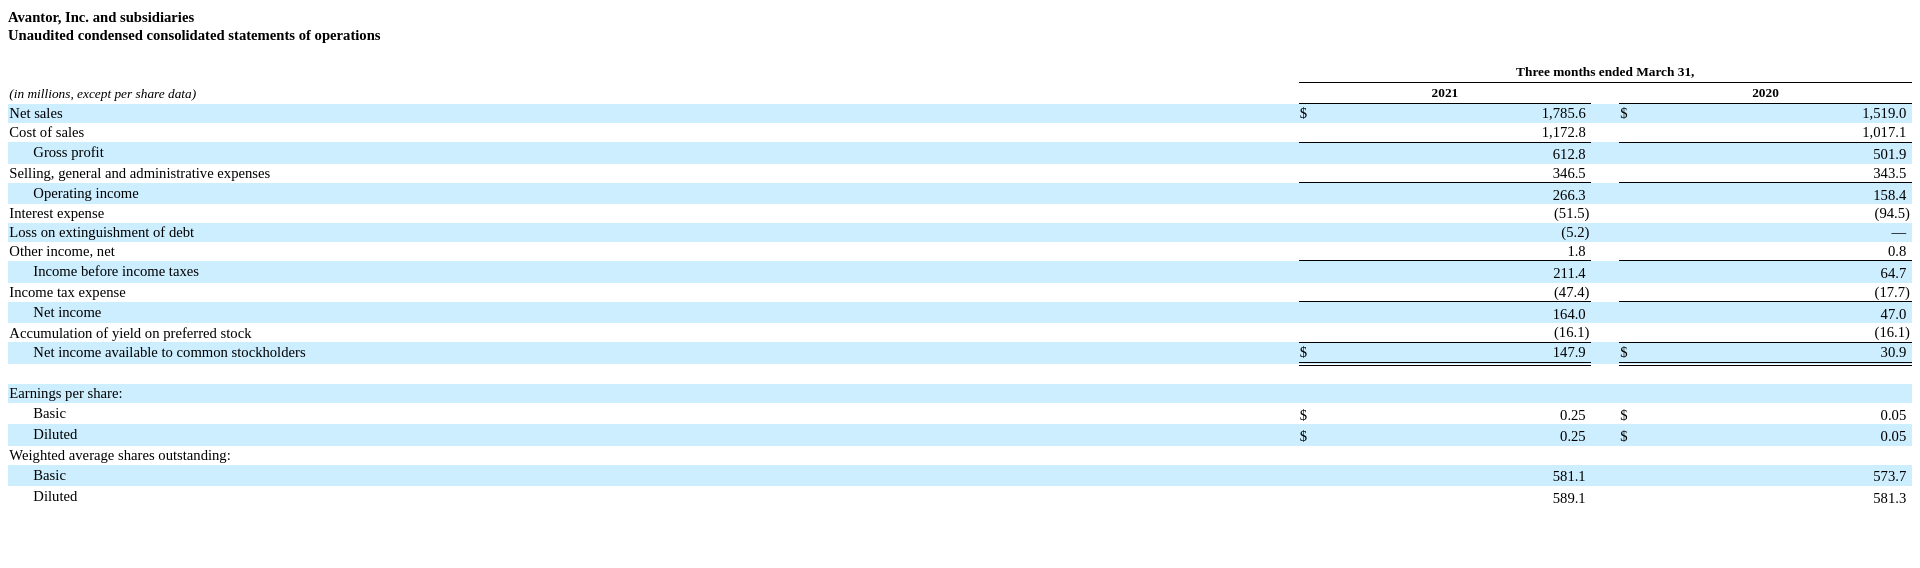 Avantor, Inc. and subsidiaries
Unaudited condensed consolidated statements of operations
Three months ended March 31,
(in millions, except per share data) 2021 2020
Net sales $ 1,785.6 $ 1,519.0
Cost of sales 1,172.8 1,017.1
Gross profit 612.8 501.9
Selling, general and administrative expenses 346.5 343.5
Operating income 266.3 158.4
Interest expense (51.5) (94.5)
Loss on extinguishment of debt (5.2) —
Other income, net 1.8 0.8
Income before income taxes 211.4 64.7
Income tax expense (47.4) (17.7)
Net income 164.0 47.0
Accumulation of yield on preferred stock (16.1) (16.1)
Net income available to common stockholders $ 147.9 $ 30.9
Earnings per share:
Basic $ 0.25 $ 0.05
Diluted $ 0.25 $ 0.05
Weighted average shares outstanding:
Basic 581.1 573.7
Diluted 589.1 581.3